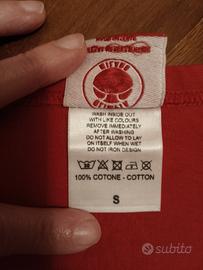 WASH INSIDE OUT
WITH LIKE COLOURS
REMOVE IMMEDIATELY
AFTER WASHING
DO NOT ALLOW TO LAY
ON ITSELF WHEN WET
DO NOT IRON DESIGN
100% COTONE - COTTON
S
subito